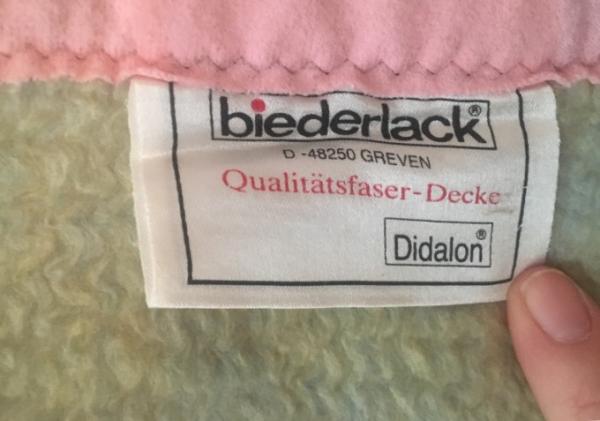 biederlack®
D -48250 GREVEN
Qualitätsfaser-Decke
Didalon®